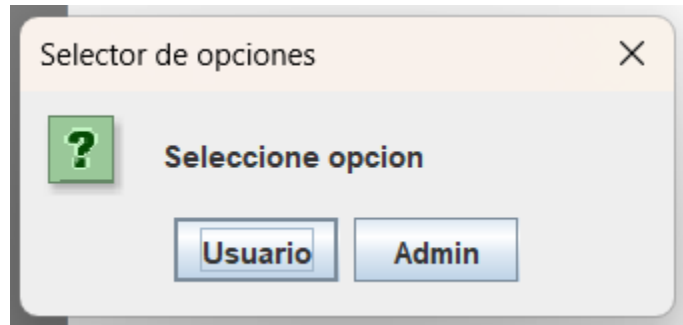 Selector de opciones
?
Seleccione opcion
Usuario Admin